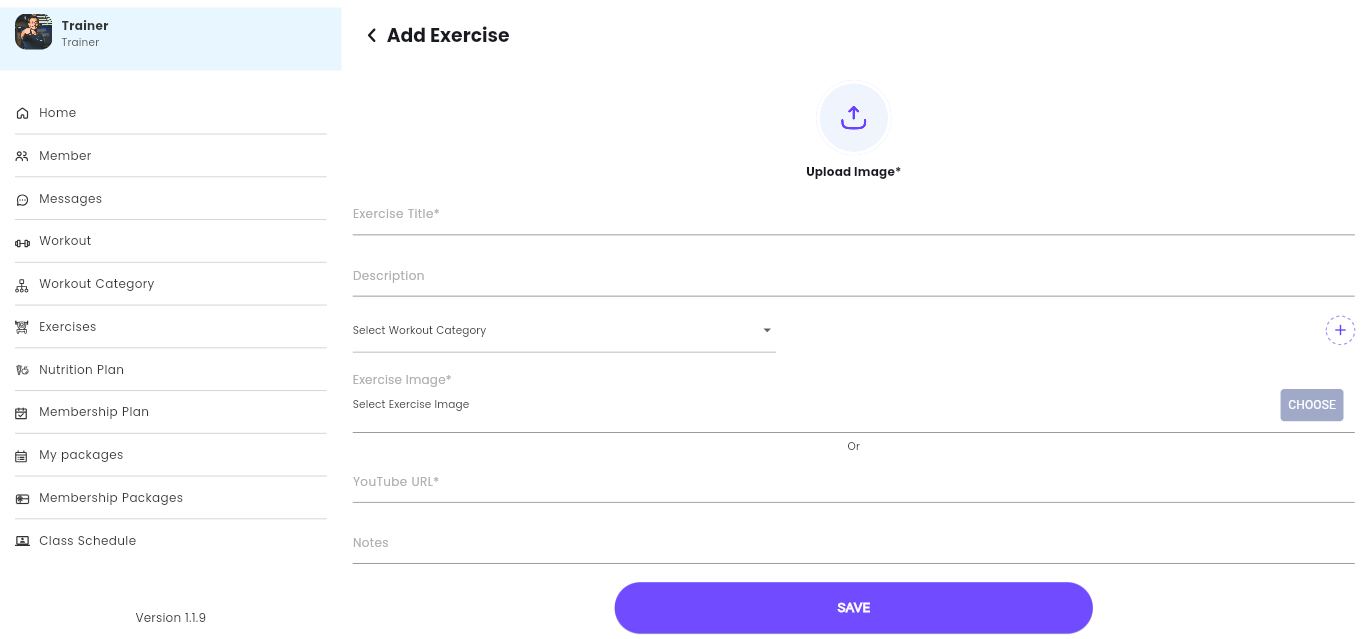 Trainer
Trainer
Home
Member
Messages
Workout
Workout Category
Exercises
Nutrition Plan
Membership Plan
My packages
Membership Packages
Class Schedule
Version 1.1.9
Add Exercise
Upload Image*
Exercise Title*
Description
Select Workout Category
Exercise Image*
Select Exercise Image
CHOOSE
Or
YouTube URL*
Notes
SAVE